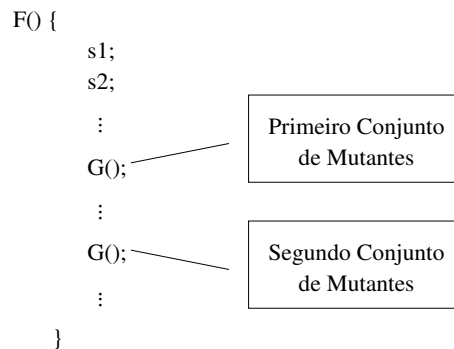 F() {
s1;
s2;
⋮
G();
Primeiro Conjunto
de Mutantes
⋮
G();
Segundo Conjunto
de Mutantes
⋮
}